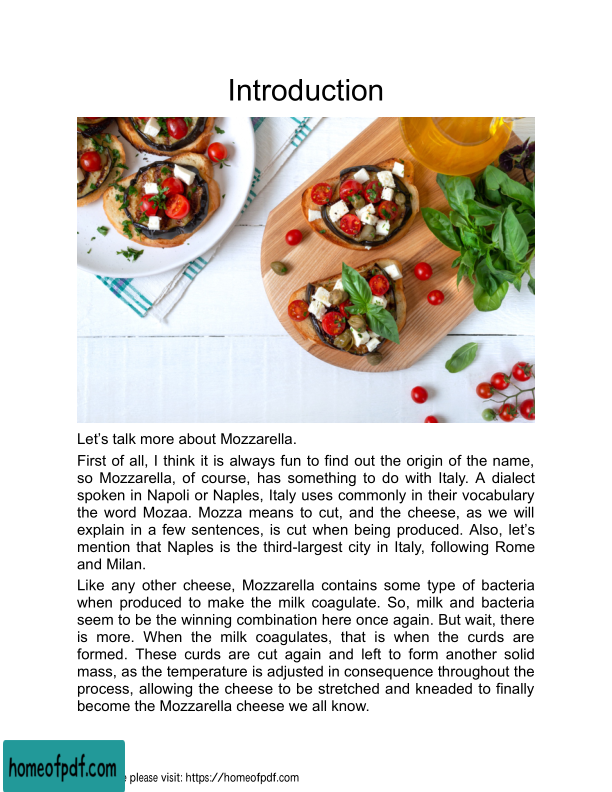 Introduction
Let's talk more about Mozzarella.
First of all, I think it is always fun to find out the origin of the name,
so Mozzarella, of course, has something to do with Italy. A dialect
spoken in Napoli or Naples, Italy uses commonly in their vocabulary
the word Mozaa. Mozza means to cut, and the cheese, as we will
explain in a few sentences, is cut when being produced. Also, let's
mention that Naples is the third-largest city in Italy, following Rome
and Milan.
Like any other cheese, Mozzarella contains some type of bacteria
when produced to make the milk coagulate. So, milk and bacteria
seem to be the winning combination here once again. But wait, there
is more. When the milk coagulates, that is when the curds are
formed. These curds are cut again and left to form another solid
mass, as the temperature is adjusted in consequence throughout the
process, allowing the cheese to be stretched and kneaded to finally
become the Mozzarella cheese we all know.
homeofpdf.com
please visit: https://homeofpdf.com